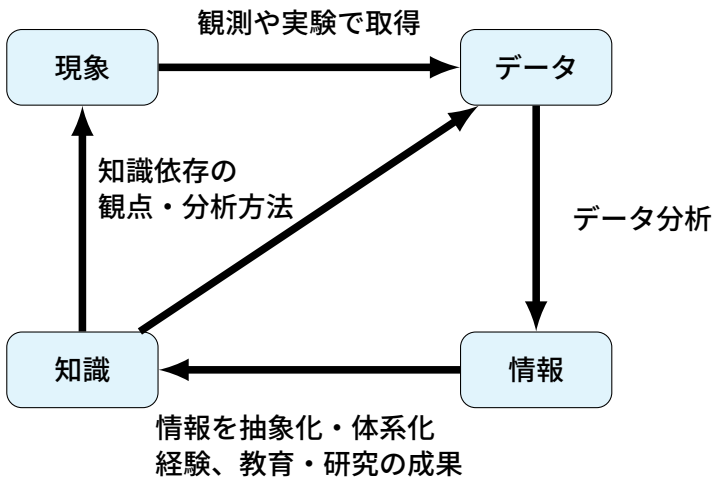 観測や実験で取得
現象
データ
知識依存の
観点・分析方法
データ分析
知識
情報
情報を抽象化・体系化
経験、教育・研究の成果